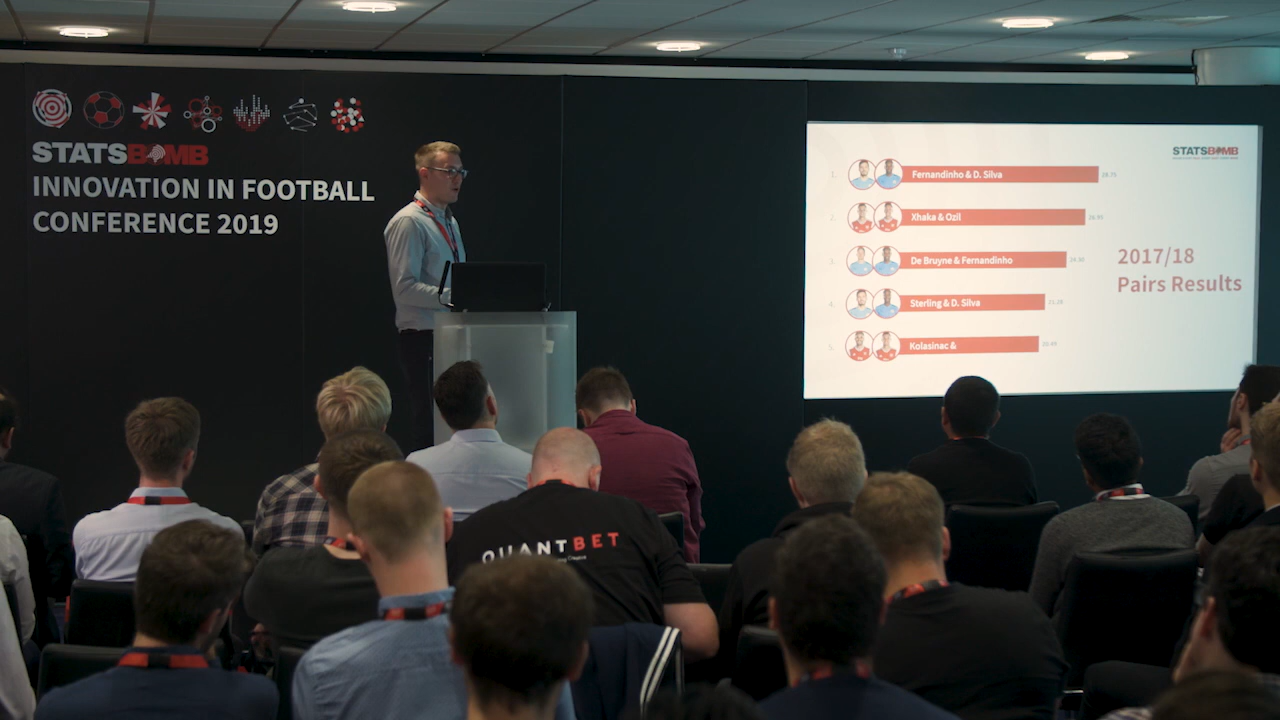 STATSBOMB
INNOVATION IN FOOTBALL
CONFERENCE 2019
STATSBOMB
1. Fernandinho & D. Silva
2. Xhaka & Ozil
3. De Bruyne & Fernandinho
4. Sterling & D. Silva
5. Kolasinac &
2017/18
Pairs Results
QUANTBET